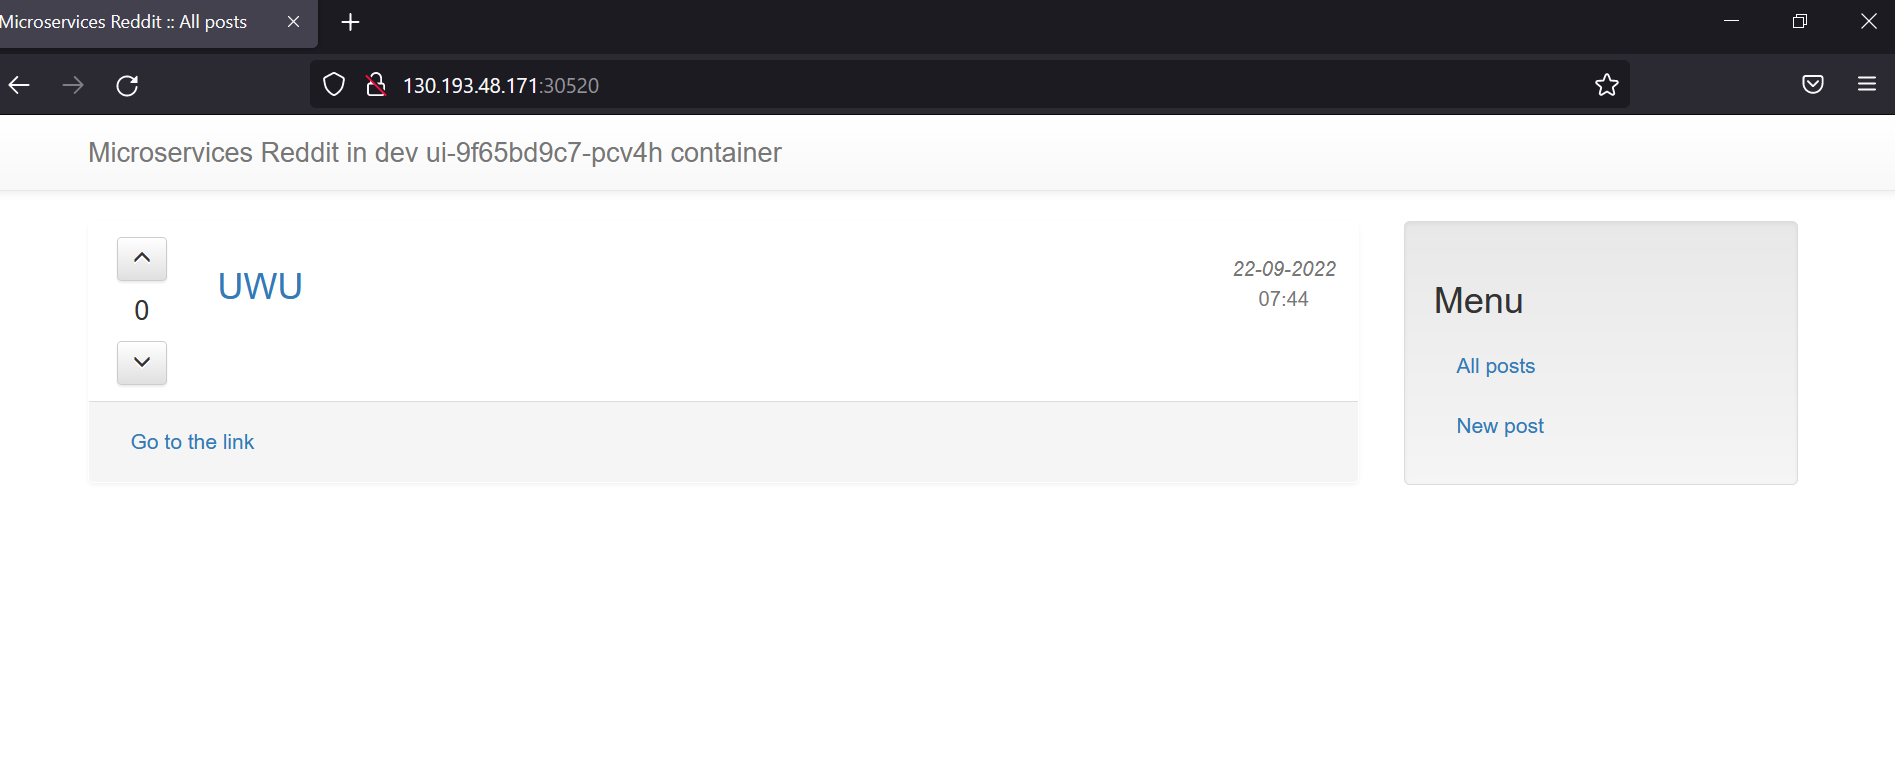 Microservices Reddit :: All posts
130.193.48.171:30520
Microservices Reddit in dev ui-9f65bd9c7-pcv4h container
0
UWU
22-09-2022
07:44
Go to the link
Menu
All posts
New post